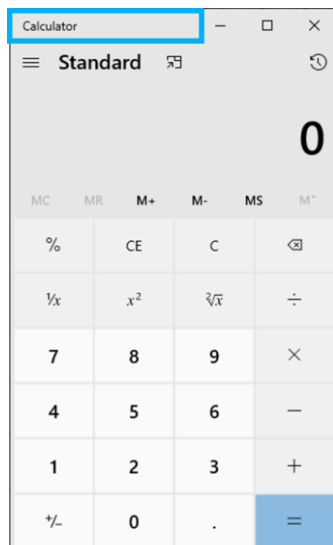 Calculator
Standard
0
MC MR M+ M- MS M˅
% CE C
¹/x x² ²√x ÷
7 8 9 ×
4 5 6 −
1 2 3 +
+/− 0 . =